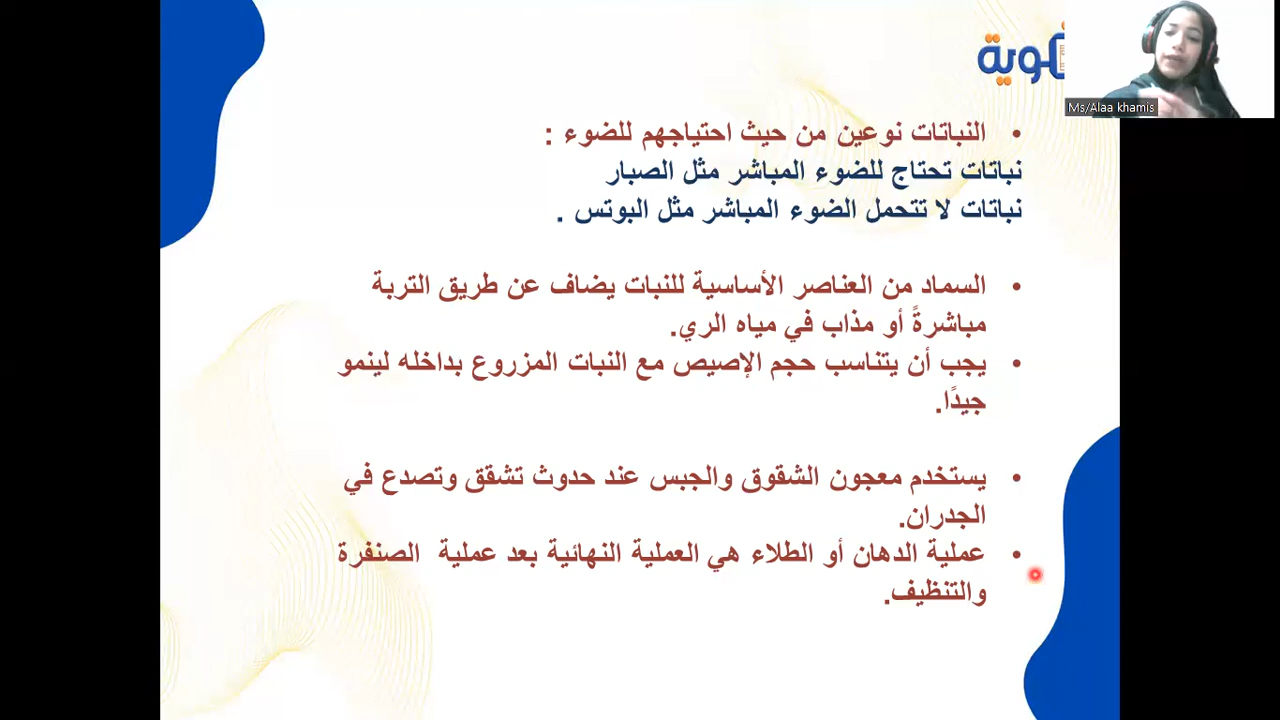 هوية
Ms/Alaa khamis
• النباتات نوعين من حيث احتياجهم للضوء :
نباتات تحتاج للضوء المباشر مثل الصبار
نباتات لا تتحمل الضوء المباشر مثل البوتس .
• السماد من العناصر الأساسية للنبات يضاف عن طريق التربة
مباشرةً أو مذاب في مياه الري.
• يجب أن يتناسب حجم الإصيص مع النبات المزروع بداخله لينمو
جيدًا.
• يستخدم معجون الشقوق والجبس عند حدوث تشقق وتصدع في
الجدران.
• عملية الدهان أو الطلاء هي العملية النهائية بعد عملية الصنفرة
والتنظيف.